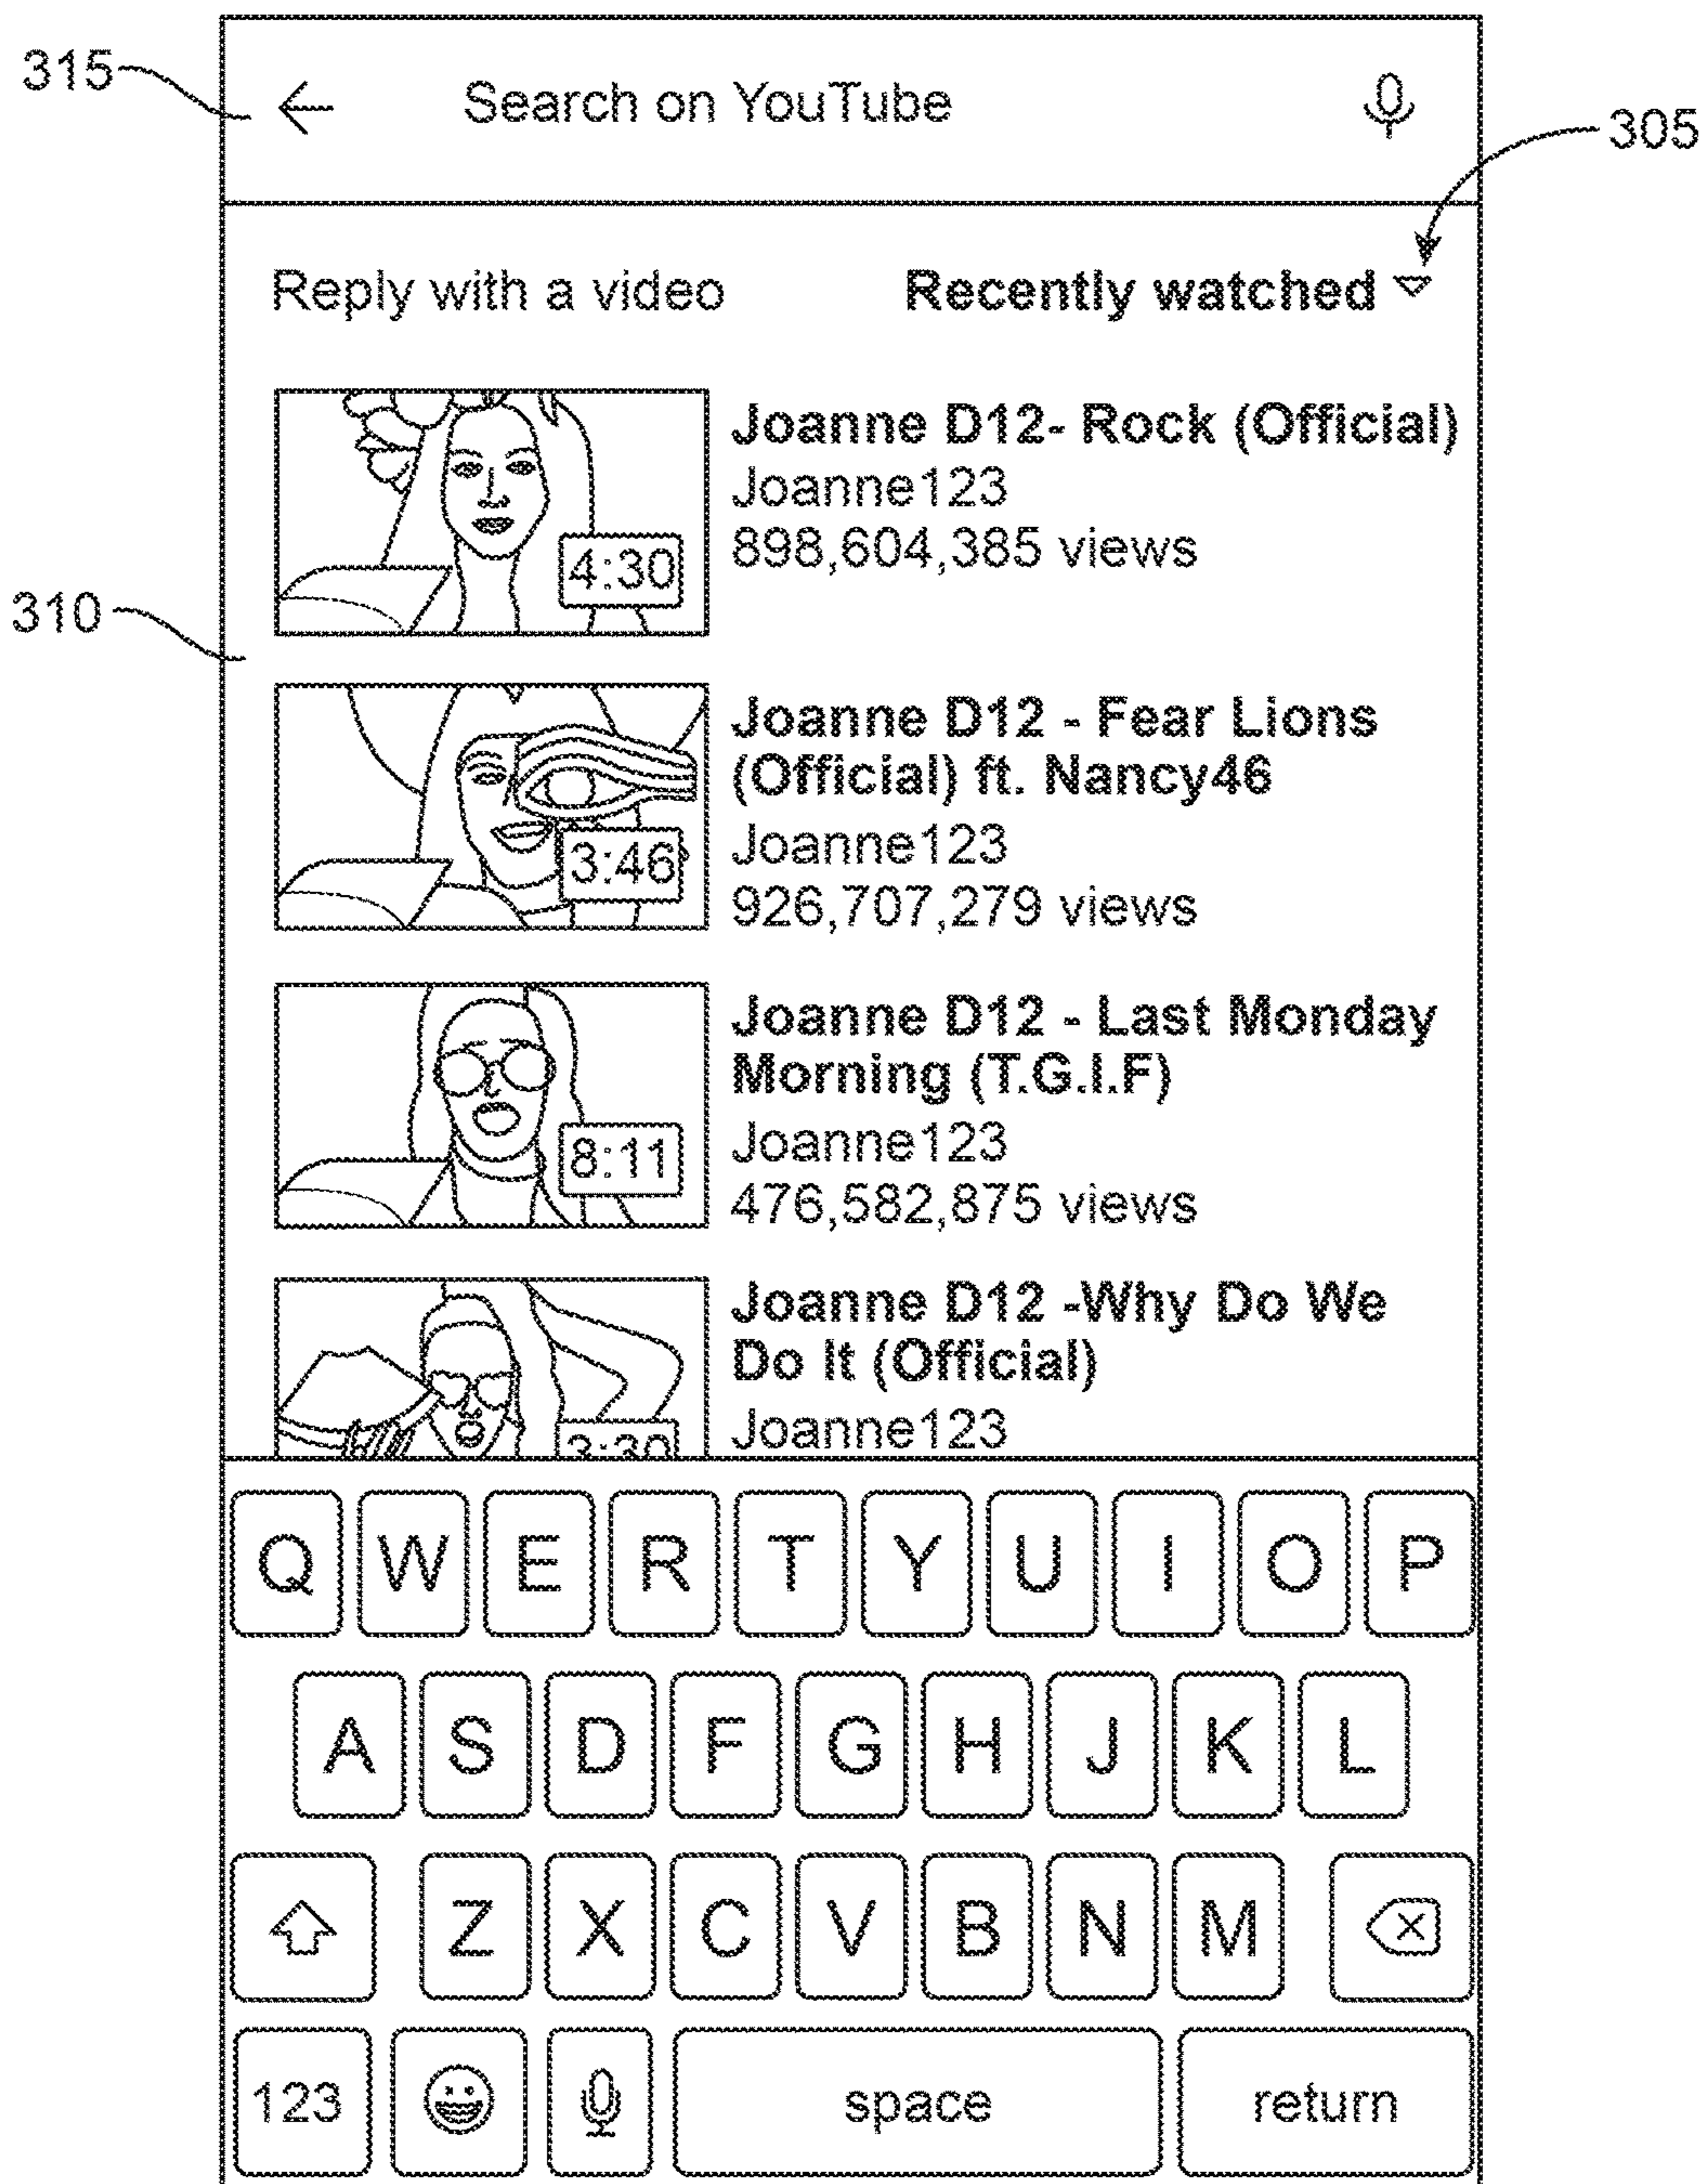 315
Search on YouTube
305
Reply with a video
Recently watched
4:30
Joanne D12- Rock (Official)
Joanne123
898,604,385 views
310
3:46
Joanne D12 - Fear Lions
(Official) ft. Nancy46
Joanne123
926,707,279 views
8:11
Joanne D12 - Last Monday
Morning (T.G.I.F)
Joanne123
476,582,875 views
3:30
Joanne D12 -Why Do We
Do It (Official)
Joanne123
Q W E R T Y U I O P
A S D F G H J K L
Z X C V B N M
123 space return